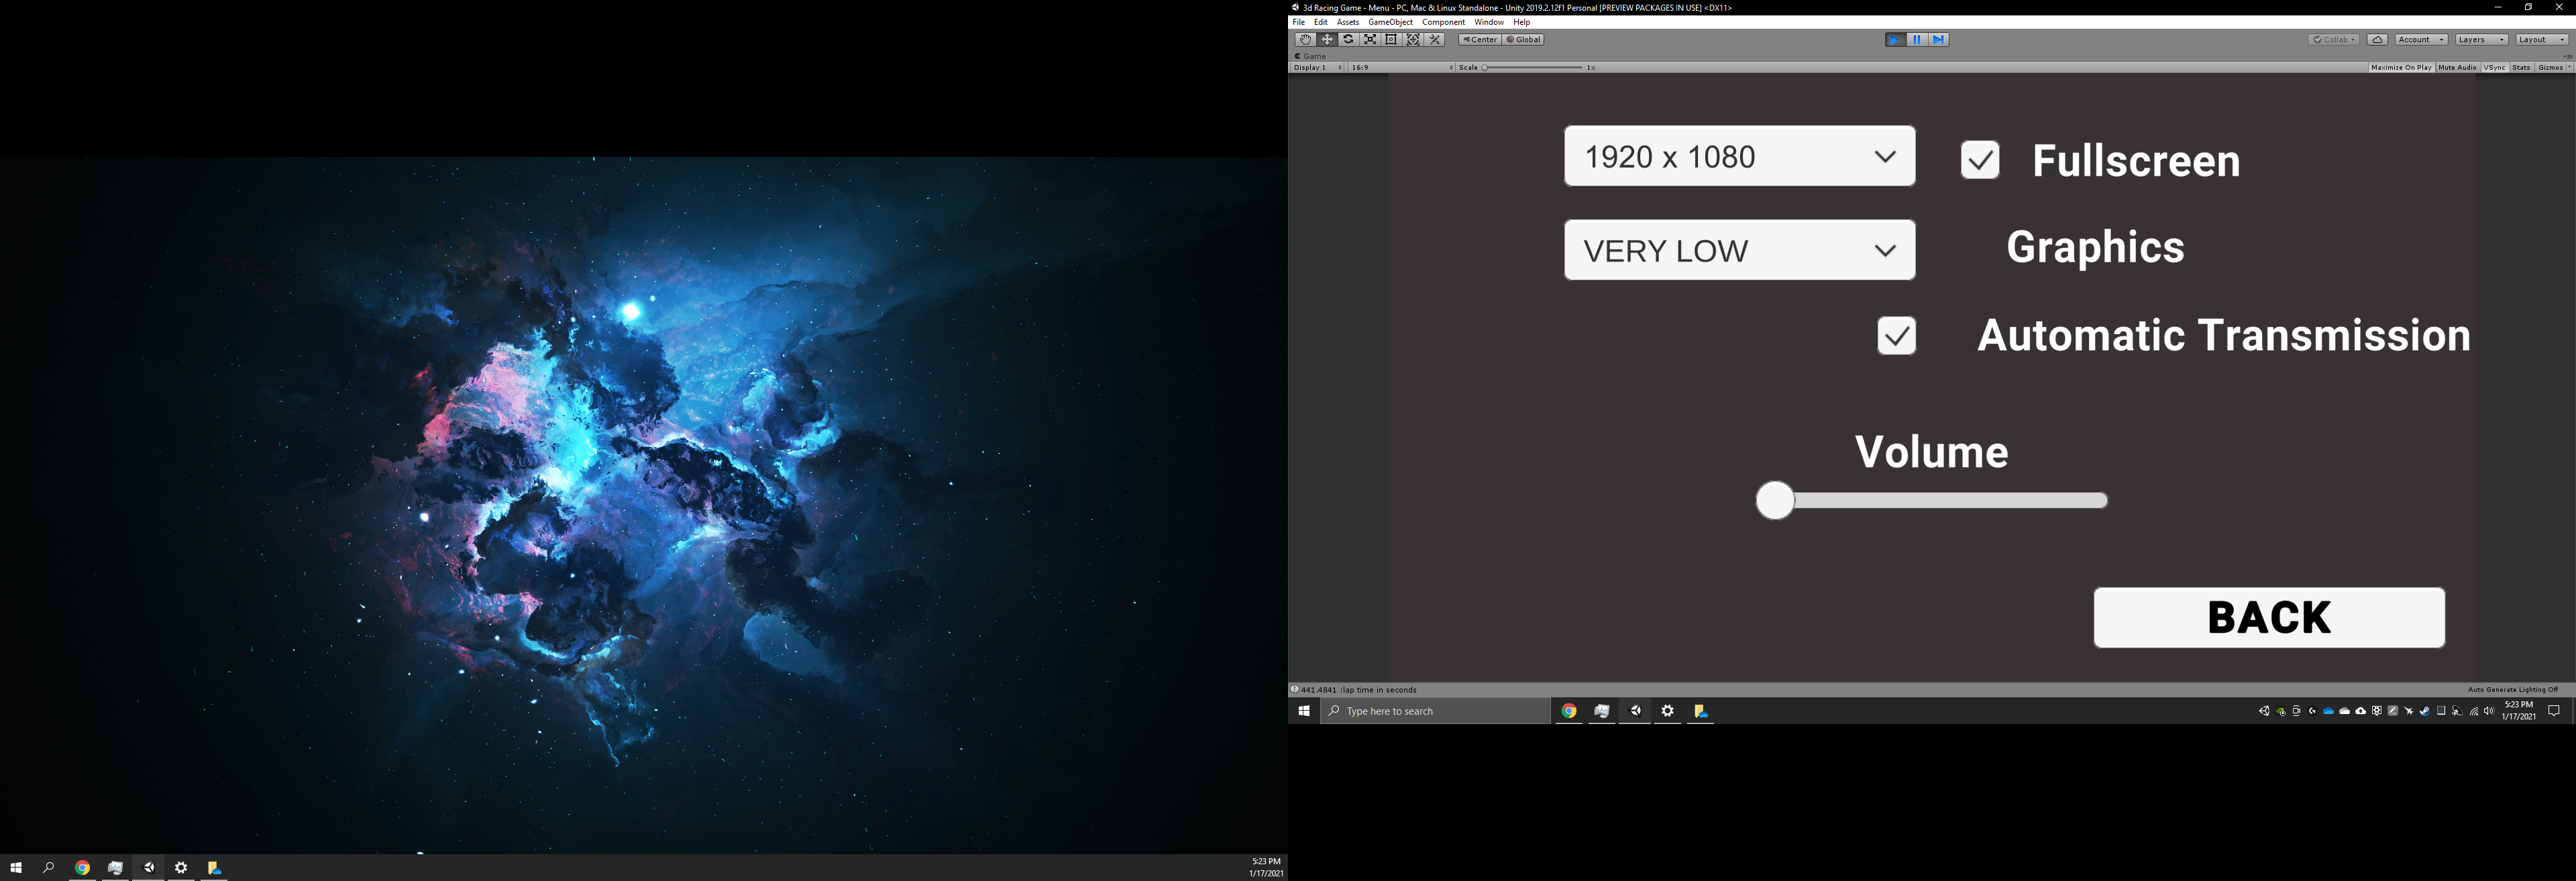 3d Racing Game - Menu - PC, Mac & Linux Standalone - Unity 2019.2.12f1 Personal [PREVIEW PACKAGES IN USE] <DX11>
File Edit Assets GameObject Component Window Help
Center Global Collab Account Layers Layout
Game
Display 1 16:9 Scale 1x Maximize On Play Mute Audio VSync Stats Gizmos
1920 x 1080 Fullscreen
VERY LOW Graphics
Automatic Transmission
Volume
BACK
441.4841 :lap time in seconds Auto Generate Lighting Off
Type here to search
5:23 PM
1/17/2021
5:23 PM
1/17/2021